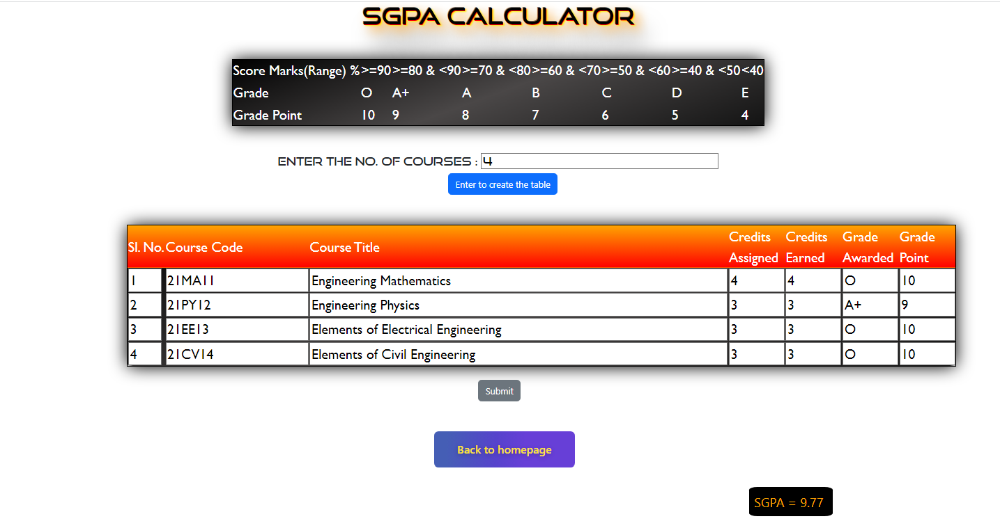 SGPA CALCULATOR
Score Marks(Range) % >=90 >=80 & <90 >=70 & <80 >=60 & <70 >=50 & <60 >=40 & <50 <40
Grade O A+ A B C D E
Grade Point 10 9 8 7 6 5 4
ENTER THE NO. OF COURSES : 4
Enter to create the table
Sl. No. Course Code Course Title Credits Assigned Credits Earned Grade Awarded Grade Point
1 21MA11 Engineering Mathematics 4 4 O 10
2 21PY12 Engineering Physics 3 3 A+ 9
3 21EE13 Elements of Electrical Engineering 3 3 O 10
4 21CV14 Elements of Civil Engineering 3 3 O 10
Submit
Back to homepage
SGPA = 9.77